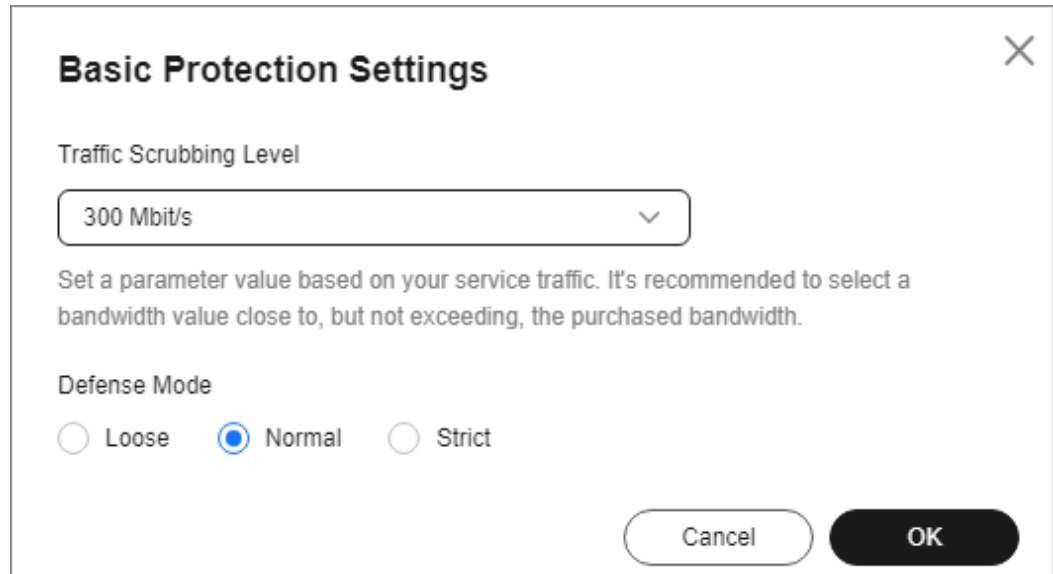 Basic Protection Settings
Traffic Scrubbing Level
300 Mbit/s
Set a parameter value based on your service traffic. It's recommended to select a
bandwidth value close to, but not exceeding, the purchased bandwidth.
Defense Mode
Loose Normal Strict
Cancel OK